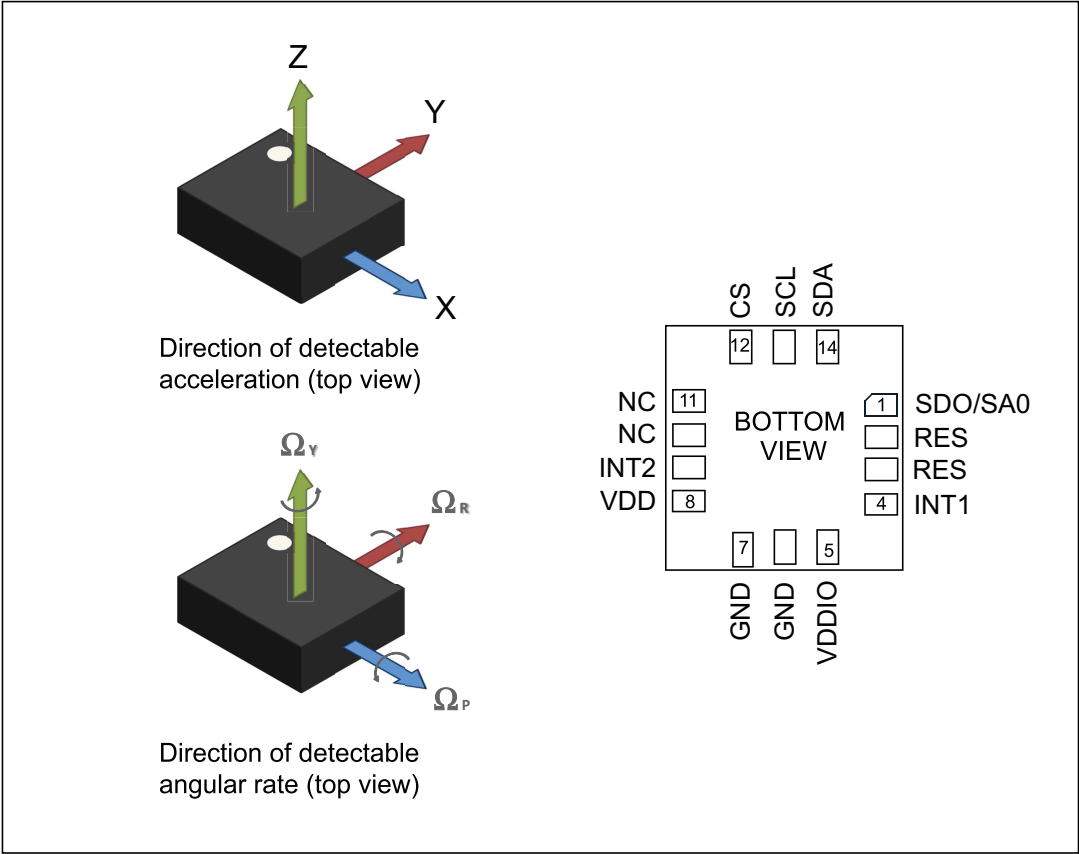 Z
Y
X
Direction of detectable
acceleration (top view)
ΩY
ΩR
ΩP
Direction of detectable
angular rate (top view)
CS
SCL
SDA
12
14
NC
11
1
SDO/SA0
BOTTOM
VIEW
NC
RES
INT2
RES
VDD
8
4
INT1
7
5
GND
GND
VDDIO